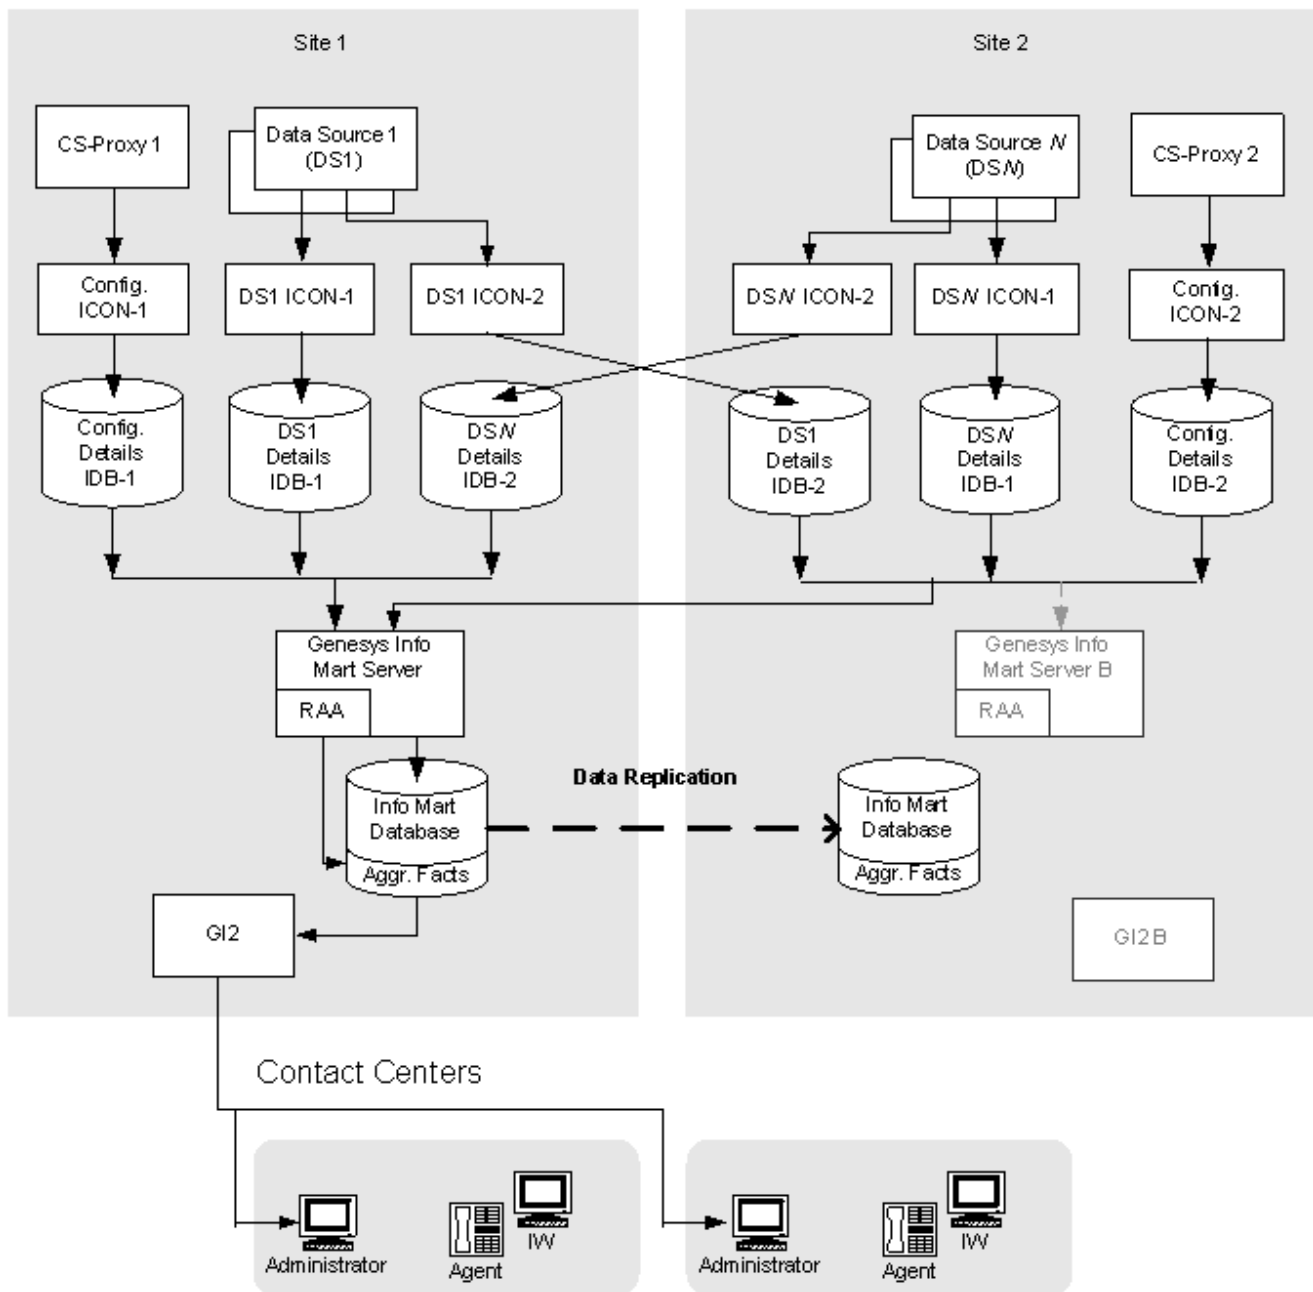 Site 1
Site 2
CS-Proxy 1
Data Source 1
(DS1)
Data Source N
(DSN)
CS-Proxy 2
Config.
ICON-1
DS1 ICON-1
DS1 ICON-2
DSN ICON-2
DSN ICON-1
Config.
ICON-2
Config.
Details
IDB-1
DS1
Details
IDB-1
DSN
Details
IDB-2
DS1
Details
IDB-2
DSN
Details
IDB-1
Config.
Details
IDB-2
Genesys Info
Mart Server
RAA
Genesys Info
Mart Server B
RAA
Info Mart
Database
Aggr. Facts
Data Replication
Info Mart
Database
Aggr. Facts
GI2
GI2B
Contact Centers
Administrator
Agent
IW
Administrator
Agent
IW